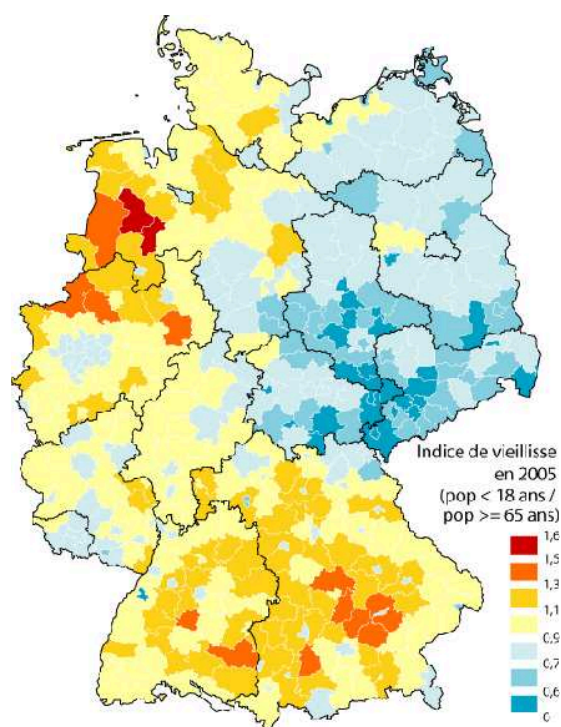 Indice de vieillisse
en 2005
(pop < 18 ans /
pop >= 65 ans)
1,6
1,5
1,3
1,1
0,9
0,7
0,6
0